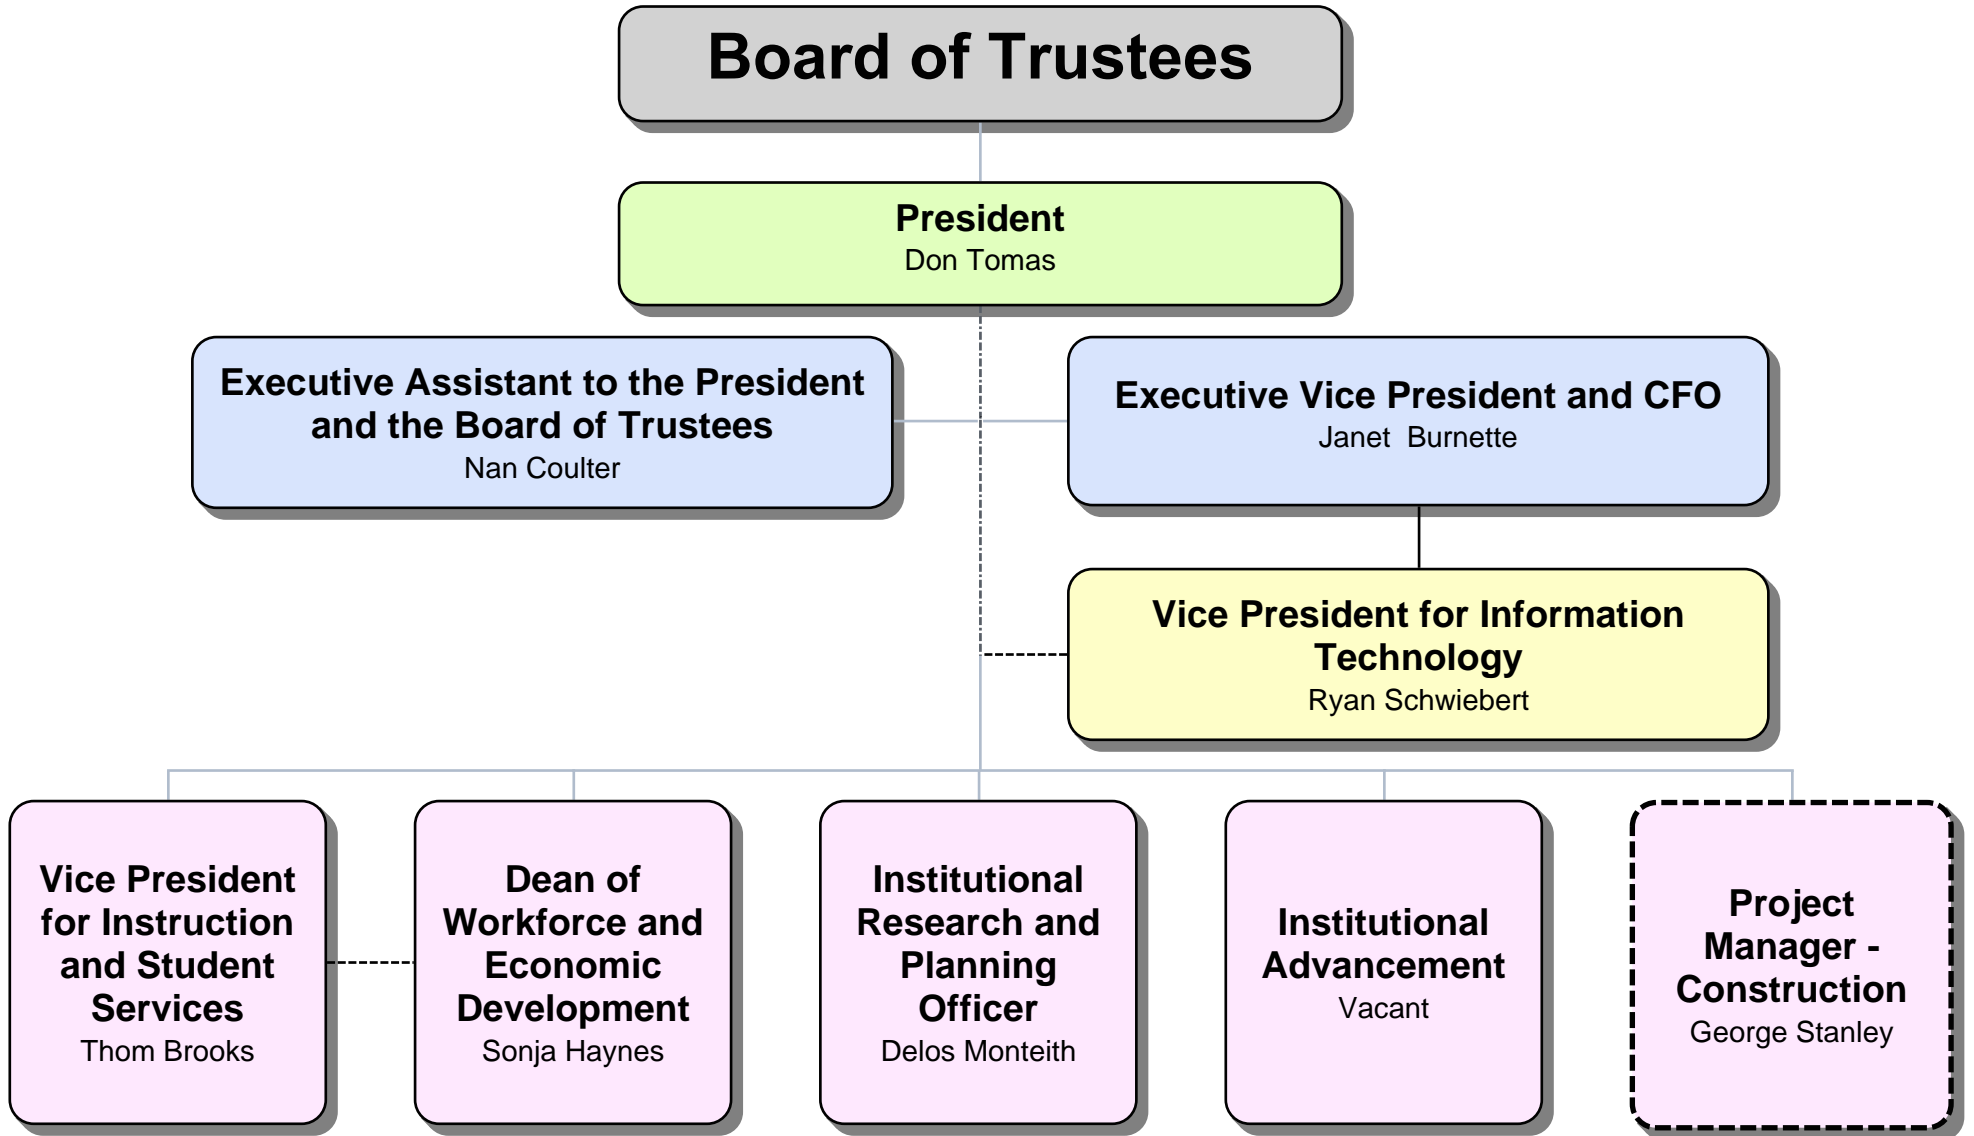 Board of Trustees
President
Don Tomas
Executive Assistant to the President
and the Board of Trustees
Nan Coulter
Executive Vice President and CFO
Janet  Burnette
Vice President for Information
Technology
Ryan Schwiebert
Vice President
for Instruction
and Student
Services
Thom Brooks
Dean of
Workforce and
Economic
Development
Sonja Haynes
Institutional
Research and
Planning
Officer
Delos Monteith
Institutional
Advancement
Vacant
Project
Manager -
Construction
George Stanley